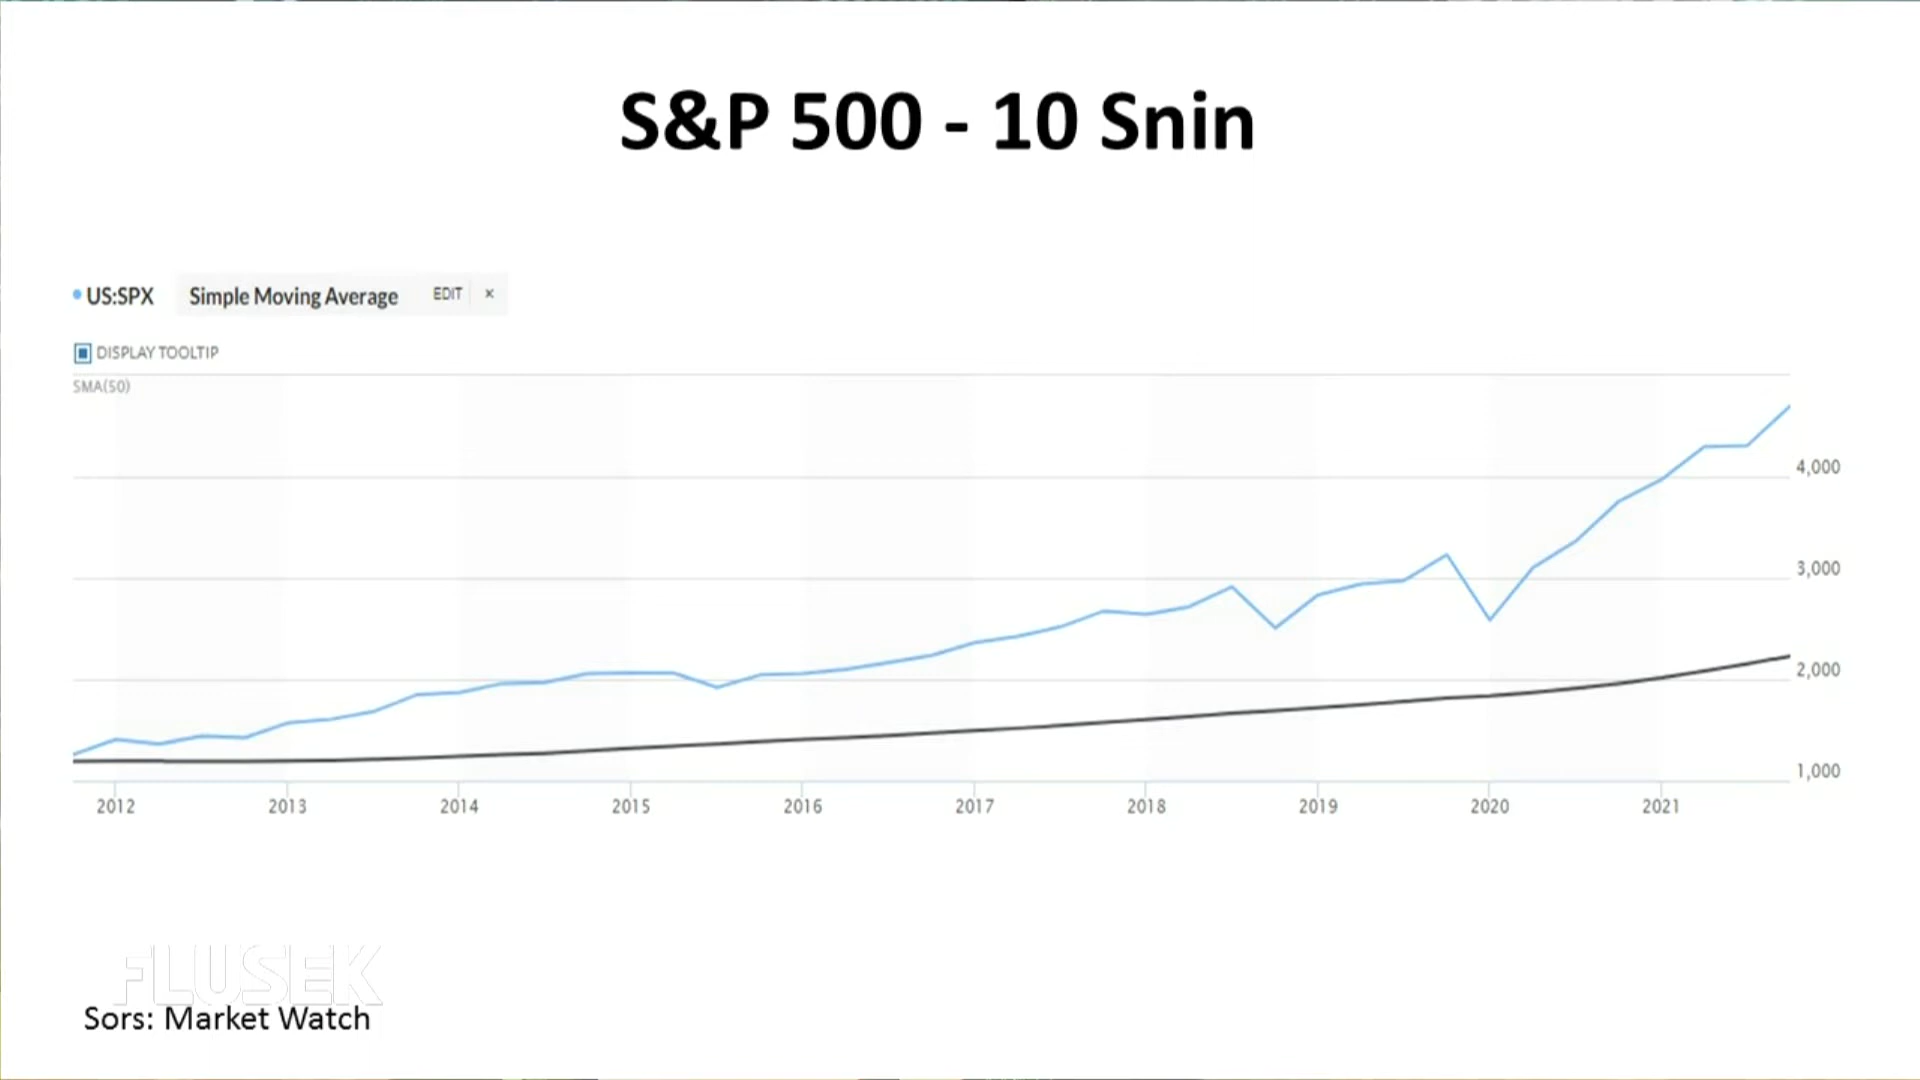 S&P 500 - 10 Snin
US:SPX Simple Moving Average EDIT ×
DISPLAY TOOLTIP
SMA(50)
4,000
3,000
2,000
1,000
2012 2013 2014 2015 2016 2017 2018 2019 2020 2021
FLUSEK
Sors: Market Watch